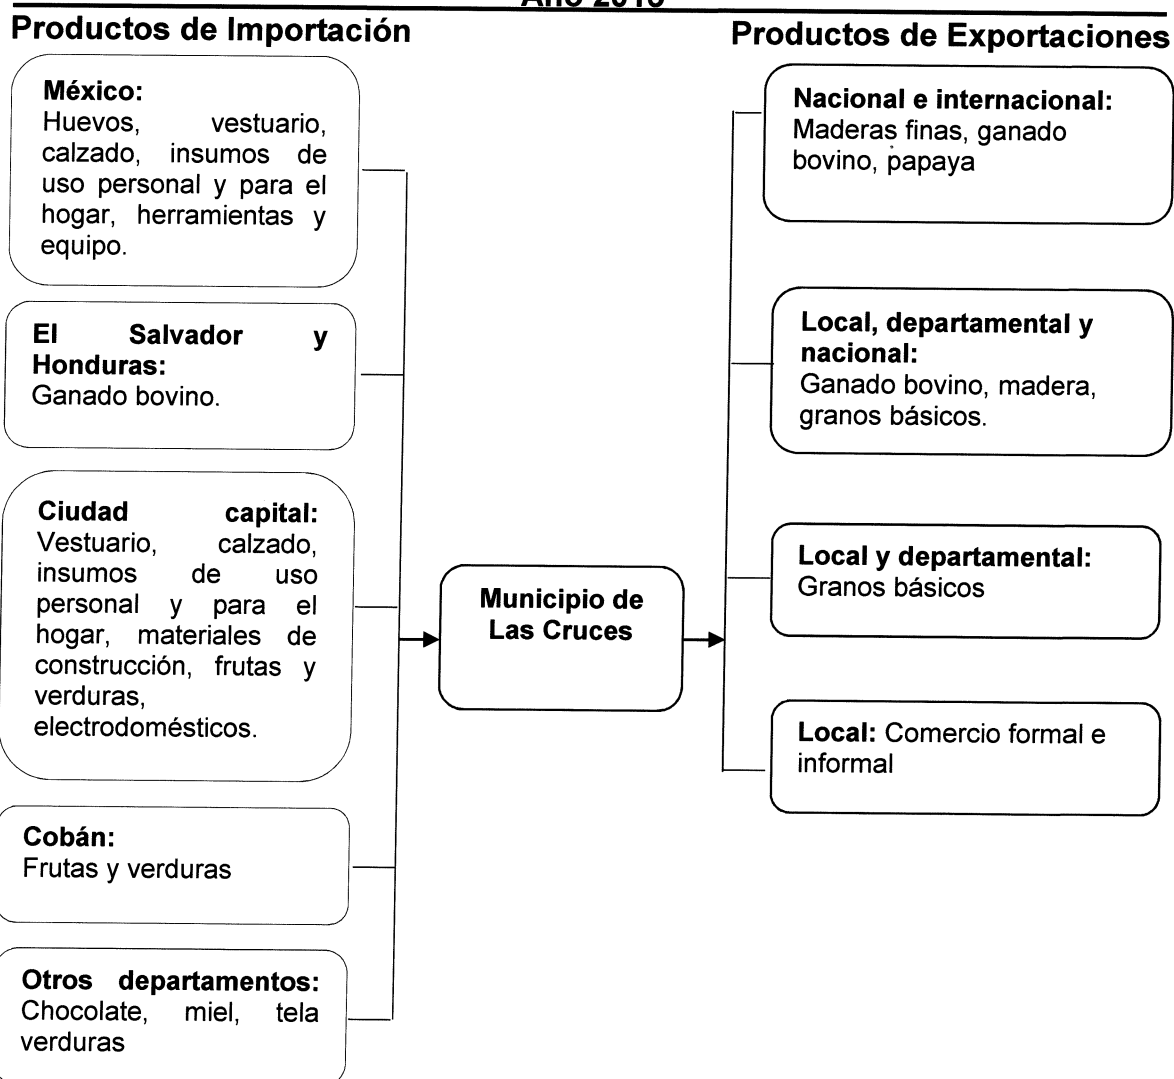 Productos de Importación
Productos de Exportaciones
México:
Huevos, vestuario,
calzado, insumos de
uso personal y para el
hogar, herramientas y
equipo.
El Salvador y
Honduras:
Ganado bovino.
Ciudad capital:
Vestuario, calzado,
insumos de uso
personal y para el
hogar, materiales de
construcción, frutas y
verduras,
electrodomésticos.
Cobán:
Frutas y verduras
Otros departamentos:
Chocolate, miel, tela
verduras
Municipio de
Las Cruces
Nacional e internacional:
Maderas finas, ganado
bovino, papaya
Local, departamental y
nacional:
Ganado bovino, madera,
granos básicos.
Local y departamental:
Granos básicos
Local: Comercio formal e
informal